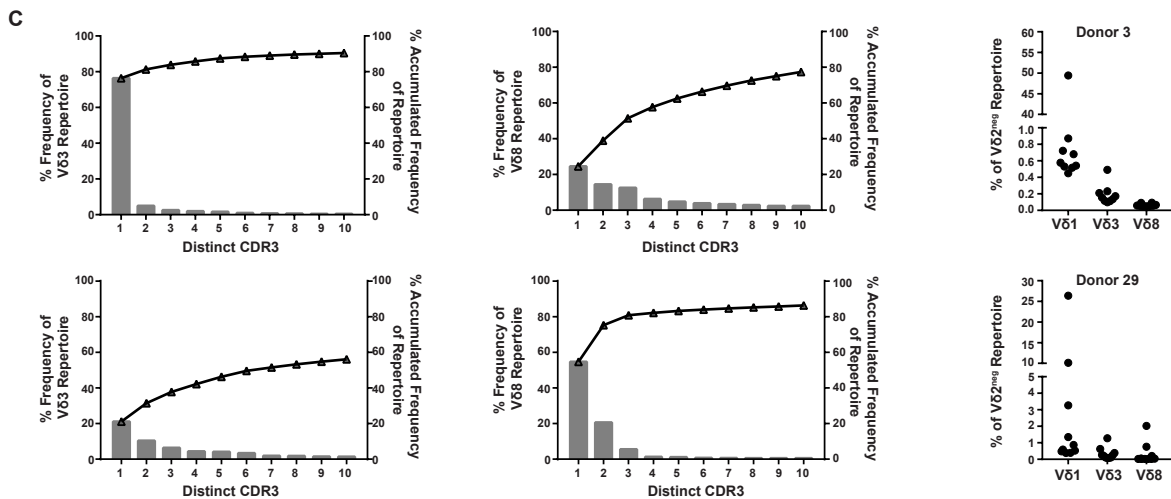 C
% Frequency of
Vδ3 Repertoire
100
80
60
40
20
0
1 2 3 4 5 6 7 8 9 10
Distinct CDR3
100
80
60
40
20
0
% Accumulated Frequency
of Repertoire
% Frequency of
Vδ8 Repertoire
100
80
60
40
20
0
1 2 3 4 5 6 7 8 9 10
Distinct CDR3
100
80
60
40
20
0
% Accumulated Frequency
of Repertoire
Donor 3
% of Vδ2neg Repertoire
60
55
50
45
40
1.0
0.8
0.6
0.4
0.2
0.0
Vδ1 Vδ3 Vδ8
% Frequency of
Vδ3 Repertoire
100
80
60
40
20
0
1 2 3 4 5 6 7 8 9 10
Distinct CDR3
100
80
60
40
20
0
% Accumulated Frequency
of Repertoire
% Frequency of
Vδ8 Repertoire
100
80
60
40
20
0
1 2 3 4 5 6 7 8 9 10
Distinct CDR3
100
80
60
40
20
0
% Accumulated Frequency
of Repertoire
Donor 29
% of Vδ2neg Repertoire
30
25
20
15
10
5
4
3
2
1
0
Vδ1 Vδ3 Vδ8